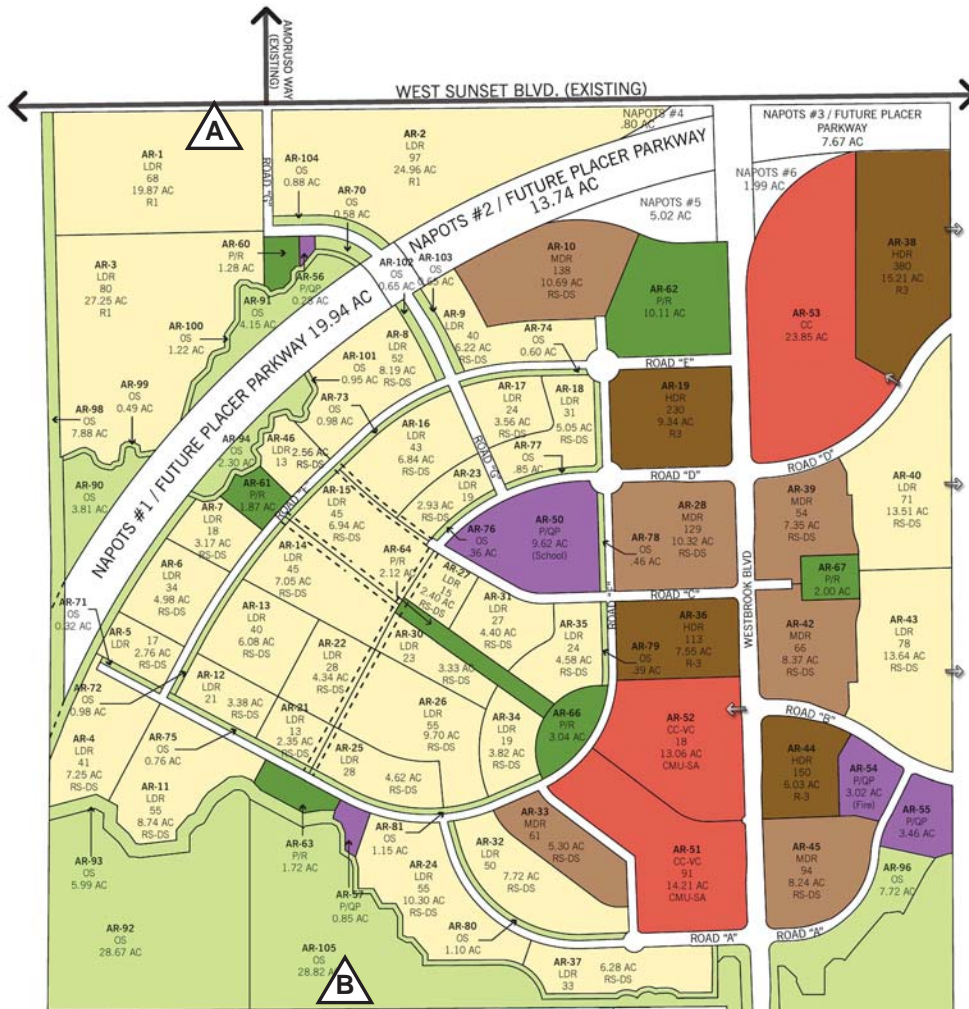 AMORUSO WAY
(EXISTING)
WEST SUNSET BLVD. (EXISTING)
A
NAPOTS #4
.80 AC
NAPOTS #3 / FUTURE PLACER
PARKWAY
7.67 AC
AR-1
LDR
68
19.87 AC
R1
ROAD "G"
AR-104
OS
0.88 AC
AR-2
LDR
97
24.96 AC
R1
AR-70
OS
0.58 AC
NAPOTS #2 / FUTURE PLACER PARKWAY
13.74 AC
NAPOTS #6
1.99 AC
NAPOTS #5
5.02 AC
AR-3
LDR
80
27.25 AC
R1
AR-60
P/R
1.28 AC
AR-56
P/QP
AR-91
OS
4.15 AC
AR-102
OS
0.65 AC
AR-103
OS
0.65 AC
AR-10
MDR
138
10.69 AC
RS-DS
AR-62
P/R
10.11 AC
AR-38
HDR
380
15.21 AC
R3
AR-53
CC
23.85 AC
AR-100
OS
1.22 AC
AR-8
LDR
52
8.19 AC
RS-DS
AR-9
LDR
40
6.22 AC
RS-DS
AR-74
OS
0.60 AC
AR-101
OS
0.95 AC
ROAD "E"
AR-99
OS
0.49 AC
AR-98
OS
7.88 AC
NAPOTS #1 / FUTURE PLACER PARKWAY 19.94 AC
AR-73
OS
0.98 AC
AR-17
LDR
24
3.56 AC
RS-DS
AR-18
LDR
31
5.05 AC
RS-DS
AR-19
HDR
230
9.34 AC
R3
AR-94
OS
2.30 AC
AR-46
LDR
13
2.56 AC
RS-DS
AR-16
LDR
43
6.84 AC
RS-DS
AR-77
OS
.85 AC
ROAD "G"
AR-23
LDR
19
2.93 AC
RS-DS
ROAD "D"
ROAD "D"
AR-90
OS
3.81 AC
AR-61
P/R
1.87 AC
ROAD "F"
AR-15
LDR
45
6.94 AC
RS-DS
AR-7
LDR
18
3.17 AC
RS-DS
AR-76
OS
.36 AC
AR-50
P/QP
9.62 AC
(School)
AR-28
MDR
129
10.32 AC
RS-DS
AR-39
MDR
54
7.35 AC
RS-DS
AR-40
LDR
71
13.51 AC
RS-DS
AR-14
LDR
45
7.05 AC
RS-DS
AR-64
P/R
2.12 AC
AR-78
OS
.46 AC
AR-6
LDR
34
4.98 AC
RS-DS
AR-27
LDR
15
2.40 AC
RS-DS
AR-67
P/R
2.00 AC
ROAD "C"
ROAD "F"
WESTBROOK BLVD
AR-71
OS
0.32 AC
AR-5
LDR
17
2.76 AC
RS-DS
AR-13
LDR
40
6.08 AC
RS-DS
AR-31
LDR
27
4.40 AC
RS-DS
AR-36
HDR
113
7.55 AC
R-3
AR-42
MDR
66
8.37 AC
RS-DS
AR-43
LDR
78
13.64 AC
RS-DS
AR-22
LDR
28
4.34 AC
RS-DS
AR-30
LDR
23
3.33 AC
RS-DS
AR-35
LDR
24
4.58 AC
RS-DS
AR-79
OS
.39 AC
AR-72
OS
0.98 AC
AR-12
LDR
21
3.38 AC
RS-DS
AR-26
LDR
55
9.70 AC
RS-DS
AR-66
P/R
3.04 AC
AR-52
CC-VC
18
13.06 AC
CMU-SA
ROAD "B"
AR-21
LDR
13
2.35 AC
RS-DS
AR-34
LDR
19
3.82 AC
RS-DS
AR-4
LDR
41
7.25 AC
RS-DS
AR-75
OS
0.76 AC
AR-25
LDR
28
4.62 AC
RS-DS
AR-44
HDR
150
6.03 AC
R-3
AR-54
P/QP
3.02 AC
(Fire)
AR-55
P/QP
3.46 AC
AR-11
LDR
55
8.74 AC
RS-DS
AR-63
P/R
1.72 AC
AR-81
OS
1.15 AC
AR-33
MDR
61
5.30 AC
RS-DS
AR-32
LDR
50
7.72 AC
RS-DS
AR-51
CC-VC
91
14.21 AC
CMU-SA
AR-45
MDR
94
8.24 AC
RS-DS
AR-96
OS
7.72 AC
AR-93
OS
5.99 AC
AR-24
LDR
55
10.30 AC
RS-DS
AR-57
P/QP
0.85 AC
AR-92
OS
28.67 AC
AR-80
OS
1.10 AC
ROAD "A"
ROAD "A"
AR-105
OS
28.82 AC
B
AR-37
LDR
33
6.28 AC
RS-DS